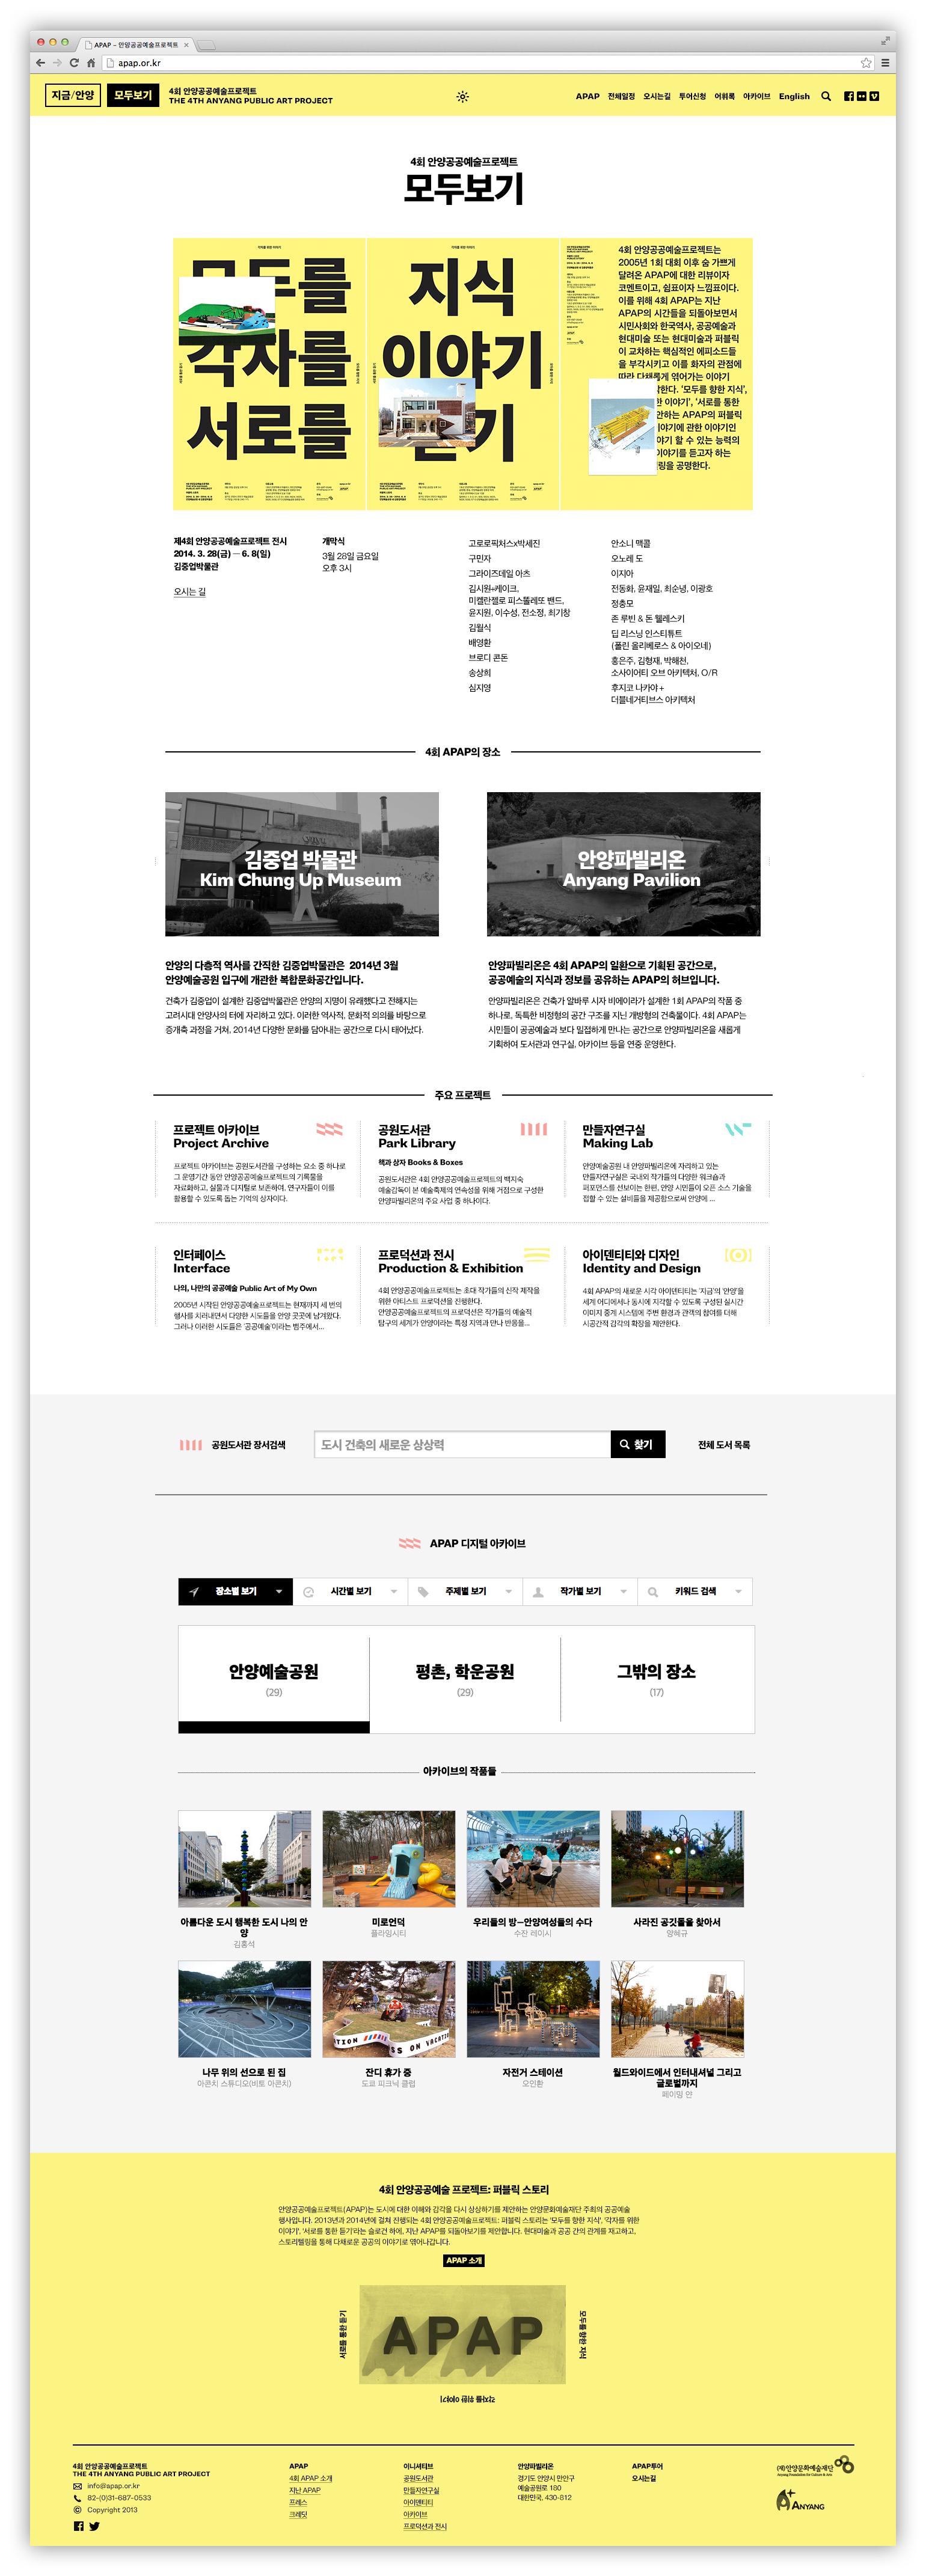 APAP – 안양공공예술프로젝트
apap.or.kr
지금/안양
모두보기
4회 안양공공예술프로젝트
THE 4TH ANYANG PUBLIC ART PROJECT
APAP 전체일정 오시는길 투어신청 어휘록 아카이브 English
4회 안양공공예술프로젝트
모두보기
모두를
각자를
서로를
지식
이야기
듣기
4회 안양공공예술프로젝트는
2005년 1회 대회 이후 숨 가쁘게
달려온 APAP에 대한 리뷰이자
코멘트이고, 쉼표이자 느낌표이다.
이를 위해 4회 APAP는 지난
APAP의 시간들을 되돌아보면서
시민사회와 한국역사, 공공예술과
현대미술 또는 현대미술과 퍼블릭
이 교차하는 핵심적인 에피소드들
을 부각시키고 이를 화자의 관점에
따라 다채롭게 엮어가는 이야기
한다. ‘모두를 향한 지식’,
한 이야기’, ‘서로를 통한
안하는 APAP의 퍼블릭
이야기에 관한 이야기인
야기 할 수 있는 능력의
이야기를 듣고자 하는
링을 공명한다.
제4회 안양공공예술프로젝트 전시
2014. 3. 28(금) — 6. 8(일)
김중업박물관
오시는 길
개막식
3월 28일 금요일
오후 3시
고로로픽처스x박세진
구민자
그라이즈데일 아츠
김시원+케이크,
미켈란젤로 피스똘레또 밴드,
윤지원, 이수성, 전소정, 최기창
김월식
배영환
브로디 콘돈
송상희
심지영
안소니 맥콜
오노레 도
이지아
전동화, 윤재일, 최순녕, 이광호
정충모
존 루빈 & 돈 웰레스키
딥 리스닝 인스티튜트
(폴린 올리베로스 & 아이오네)
홍은주, 김형재, 박해천,
소사이어티 오브 아키텍처, O/R
후지코 나카야+
더블네거티브스 아키텍처
4회 APAP의 장소
김중업 박물관
Kim Chung Up Museum
안양파빌리온
Anyang Pavilion
안양의 다층적 역사를 간직한 김중업박물관은 2014년 3월
안양예술공원 입구에 개관한 복합문화공간입니다.
건축가 김중업이 설계한 김중업박물관은 안양의 지명이 유래했다고 전해지는
고려시대 안양사의 터에 자리하고 있다. 이러한 역사적, 문화적 의의를 바탕으로
증개축 과정을 거쳐, 2014년 다양한 문화를 담아내는 공간으로 다시 태어났다.
안양파빌리온은 4회 APAP의 일환으로 기획된 공간으로,
공공예술의 지식과 정보를 공유하는 APAP의 허브입니다.
안양파빌리온은 건축가 알바루 시자 비에이라가 설계한 1회 APAP의 작품 중
하나로, 독특한 비정형의 공간 구조를 지닌 개방형의 건축물이다. 4회 APAP는
시민들이 공공예술과 보다 밀접하게 만나는 공간으로 안양파빌리온을 새롭게
기획하여 도서관과 연구실, 아카이브 등을 연중 운영한다.
주요 프로젝트
프로젝트 아카이브
Project Archive
프로젝트 아카이브는 공원도서관을 구성하는 요소 중 하나로
그 운영기간 동안 안양공공예술프로젝트의 기록물을
자료화하고, 실물과 디지털로 보존하여, 연구자들이 이를
활용할 수 있도록 돕는 기억의 상자이다.
공원도서관
Park Library
책과 상자 Books & Boxes
공원도서관은 4회 안양공공예술프로젝트의 백지숙
예술감독이 본 예술축제의 연속성을 위해 거점으로 구성한
안양파빌리온의 주요 사업 중 하나이다.
만들자연구실
Making Lab
안양예술공원 내 안양파빌리온에 자리하고 있는
만들자연구실은 국내외 작가들의 다양한 워크숍과
퍼포먼스를 선보이는 한편, 안양 시민들이 모든 소스 기술을
접할 수 있는 설비들을 제공함으로써 안양에 ...
인터페이스
Interface
나의, 나만의 공공예술 Public Art of My Own
2005년 시작된 안양공공예술프로젝트는 현재까지 세 번의
행사를 치러내면서 다양한 시도들을 안양 곳곳에 남겨왔다.
그러나 이러한 시도들은 ‘공공예술’이라는 범주에서...
프로덕션과 전시
Production & Exhibition
4회 안양공공예술프로젝트는 초대 작가들의 신작 제작을
위한 아티스트 프로덕션을 진행한다.
안양공공예술프로젝트의 프로덕션은 작가들의 예술적
탐구의 세계가 안양이라는 특정 지역과 만나 반응을...
아이덴티티와 디자인
Identity and Design
4회 APAP의 새로운 시각 아이덴티티는 ‘지금’의 ‘안양’을
세계 어디에서나 동시에 지각할 수 있도록 구성된 실시간
이미지 중계 시스템에 주변 환경과 관객의 참여를 더해
시공간적 감각의 확장을 제안한다.
공원도서관 장서검색
도시 건축의 새로운 상상력
찾기
전체 도서 목록
APAP 디지털 아카이브
장소별 보기
시간별 보기
주제별 보기
작가별 보기
키워드 검색
안양예술공원
(29)
평촌, 학운공원
(29)
그밖의 장소
(17)
아카이브의 작품들
아름다운 도시 행복한 도시 나의 안
양
김홍석
미로언덕
플라잉시티
우리들의 방—안양여성들의 수다
수잔 레이시
사라진 공깃돌을 찾아서
양혜규
나무 위의 선으로 된 집
아콘치 스튜디오(비토 아콘치)
잔디 휴가 중
도쿄 피크닉 클럽
자전거 스테이션
오인환
월드와이드에서 인터내셔널 그리고
글로벌까지
페이밍 얀
4회 안양공공예술 프로젝트: 퍼블릭 스토리
안양공공예술프로젝트(APAP)는 도시에 대한 이해와 감각을 다시 상상하기를 제안하는 안양문화예술재단 주최의 공공예술
행사입니다. 2013년과 2014년에 걸쳐 진행되는 4회 안양공공예술프로젝트: 퍼블릭 스토리는 ‘모두를 향한 지식’, ‘각자를 위한
이야기’, ‘서로를 통한 듣기’라는 슬로건 하에, 지난 APAP를 되돌아보기를 제안합니다. 현대미술과 공공 간의 관계를 재고하고,
스토리텔링을 통해 다채로운 공공의 이야기로 엮어나갑니다.
APAP 소개
서로를 통한 듣기
APAP
모두를 향한 지식
각자를 위한 이야기
4회 안양공공예술프로젝트
THE 4TH ANYANG PUBLIC ART PROJECT
info@apap.or.kr
82-(0)31-687-0533
Copyright 2013
APAP
4회 APAP 소개
지난 APAP
프레스
크레딧
이니셔티브
공원도서관
만들자연구실
아이덴티티
아카이브
프로덕션과 전시
안양파빌리온
경기도 안양시 만안구
예술공원로 180
대한민국, 430-812
APAP투어
오시는길
(재)안양문화예술재단
Anyang Foundation for Culture & Arts
A+ ANYANG